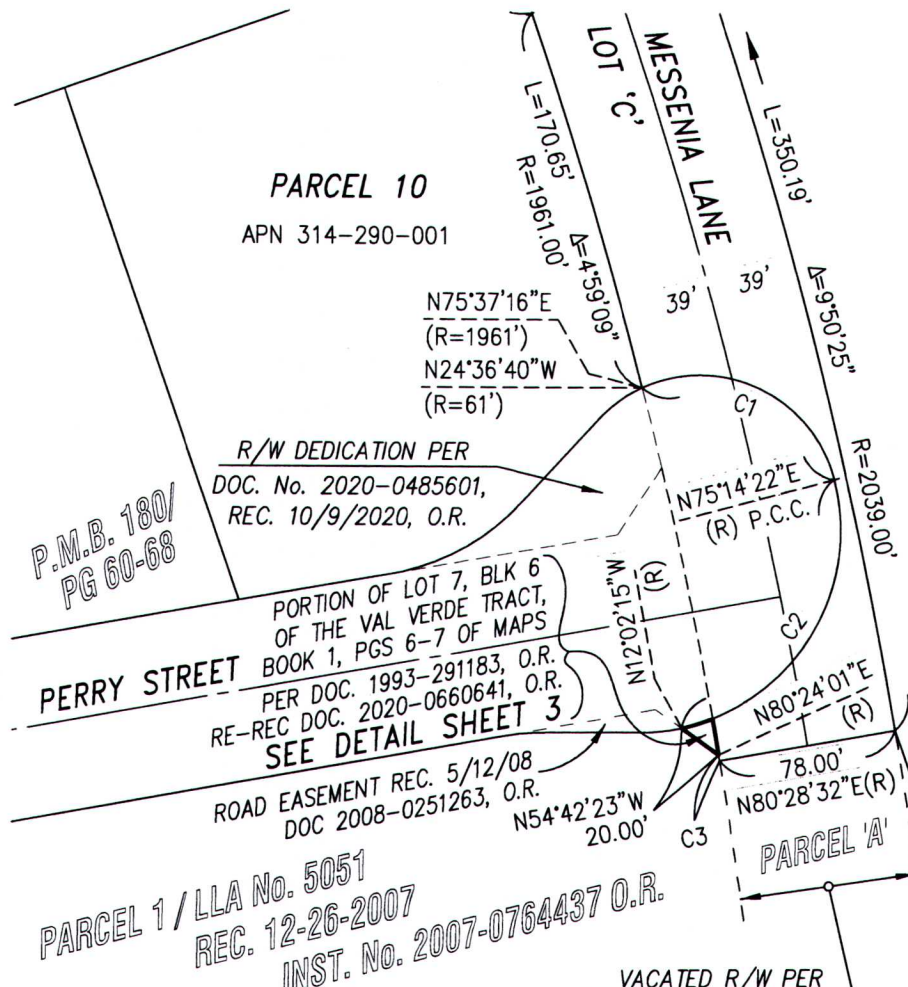 MESSENIA LANE
LOT 'C'
L=170.65'
R=1961.00'
Δ=4°59'09"
L=350.19'
Δ=9°50'25"
R=2039.00'
PARCEL 10
APN 314-290-001
39'
39'
N75°37'16"E
(R=1961')
N24°36'40"W
(R=61')
C1
R/W DEDICATION PER
DOC. No. 2020-0485601,
REC. 10/9/2020, O.R.
N75°14'22"E
(R) P.C.C.
P.M.B. 180/
PG 60-68
N12°02'15"W
(R)
C2
PORTION OF LOT 7, BLK 6
OF THE VAL VERDE TRACT,
BOOK 1, PGS 6-7 OF MAPS
PERRY STREET
PER DOC. 1993-291183, O.R.
RE-REC DOC. 2020-0660641, O.R.
SEE DETAIL SHEET 3
N80°24'01"E
(R)
ROAD EASEMENT REC. 5/12/08
DOC 2008-0251263, O.R.
N54°42'23"W
20.00'
C3
78.00'
N80°28'32"E(R)
PARCEL 'A'
PARCEL 1 / LLA No. 5051
REC. 12-26-2007
INST. No. 2007-0764437 O.R.
VACATED R/W PER